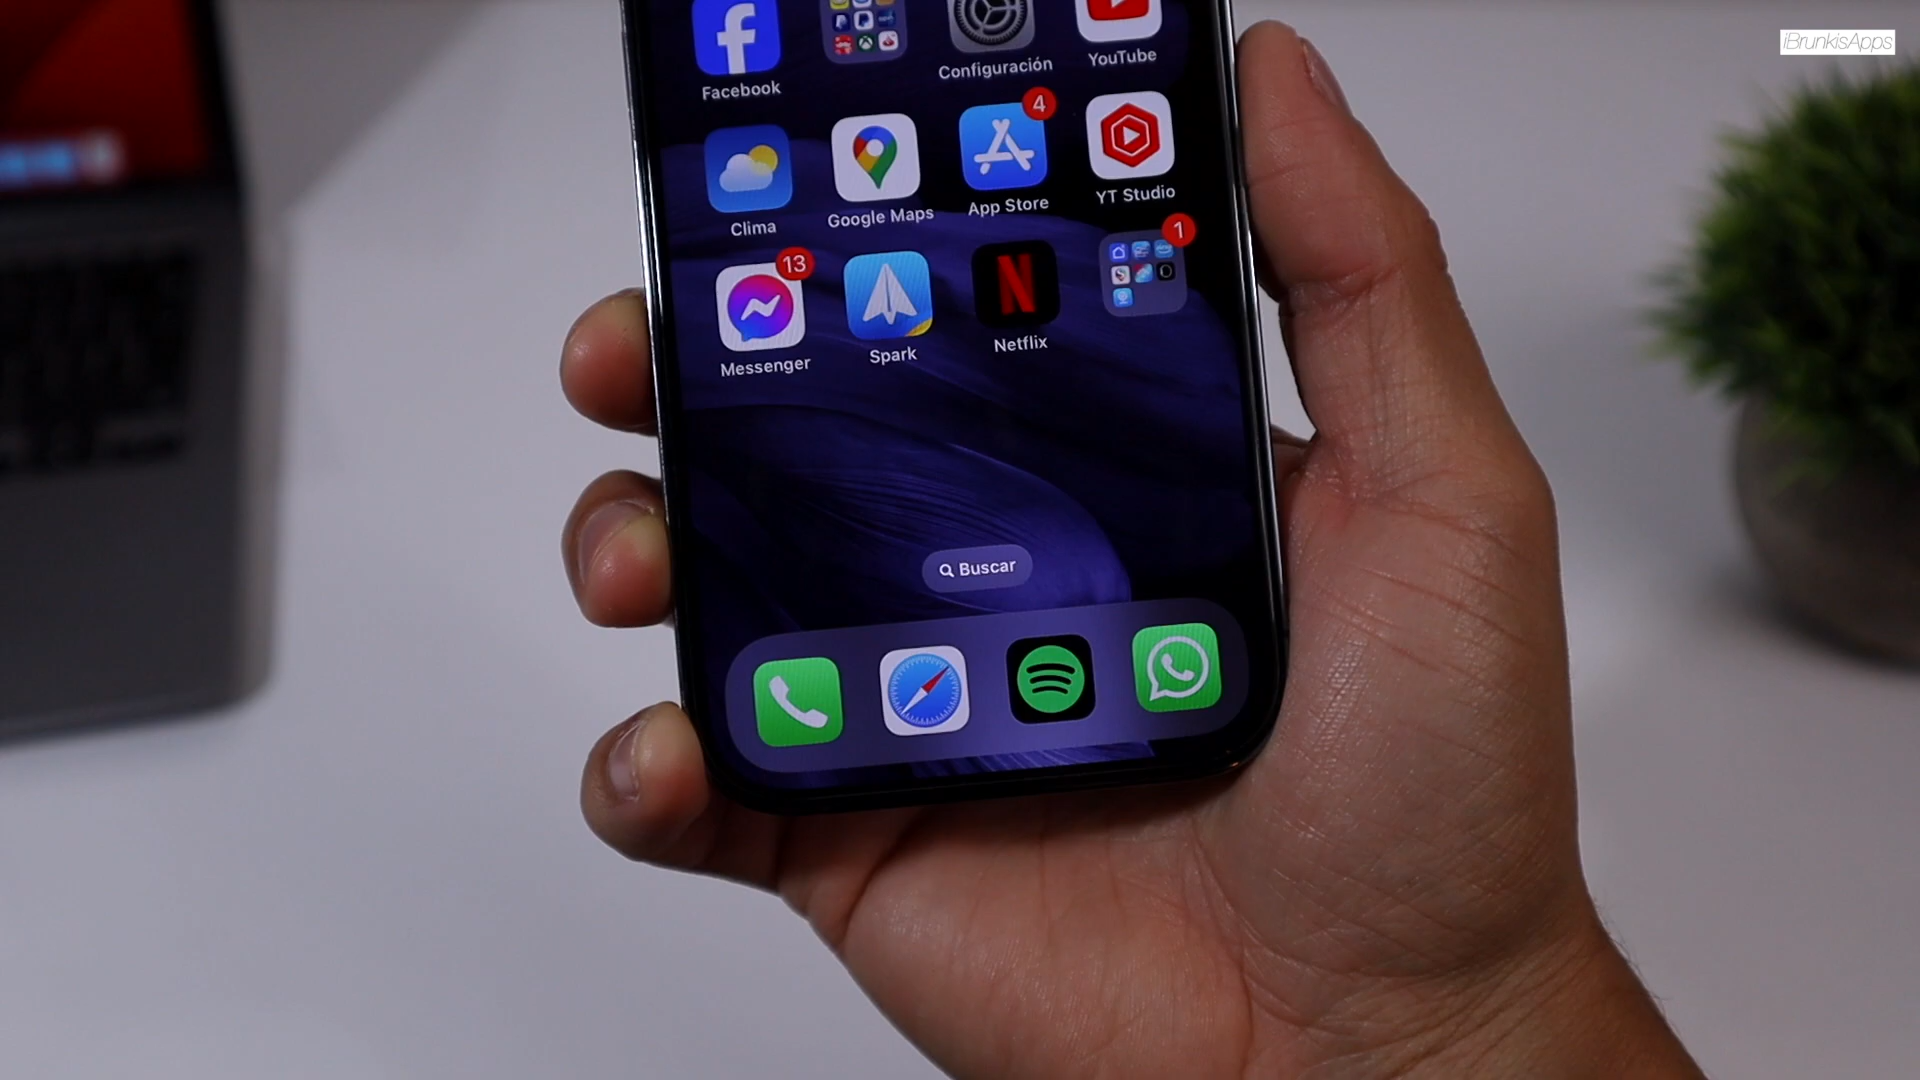 iBrunkisApps
Facebook
Configuración
YouTube
4
Clima
Google Maps
App Store
YT Studio
13
1
Messenger
Spark
Netflix
Buscar